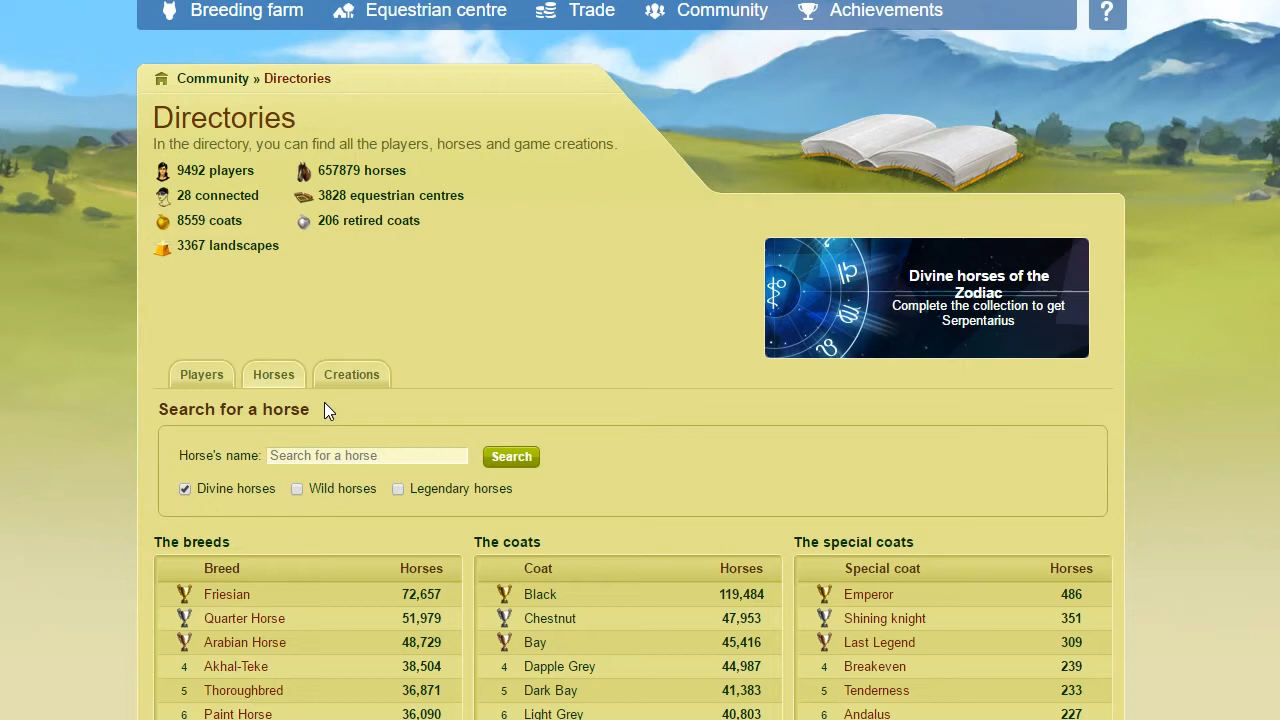 Breeding farm Equestrian centre Trade Community Achievements ?
Community » Directories
Directories
In the directory, you can find all the players, horses and game creations.
9492 players 657879 horses
28 connected 3828 equestrian centres
8559 coats 206 retired coats
3367 landscapes
Divine horses of the
Zodiac
Complete the collection to get
Serpentarius
Players Horses Creations
Search for a horse
Horse's name: Search for a horse Search
Divine horses Wild horses Legendary horses
The breeds
Breed Horses
Friesian 72,657
Quarter Horse 51,979
Arabian Horse 48,729
4 Akhal-Teke 38,504
5 Thoroughbred 36,871
6 Paint Horse 36,090
The coats
Coat Horses
Black 119,484
Chestnut 47,953
Bay 45,416
4 Dapple Grey 44,987
5 Dark Bay 41,383
6 Light Grey 40,803
The special coats
Special coat Horses
Emperor 486
Shining knight 351
Last Legend 309
4 Breakeven 239
5 Tenderness 233
6 Andalus 227